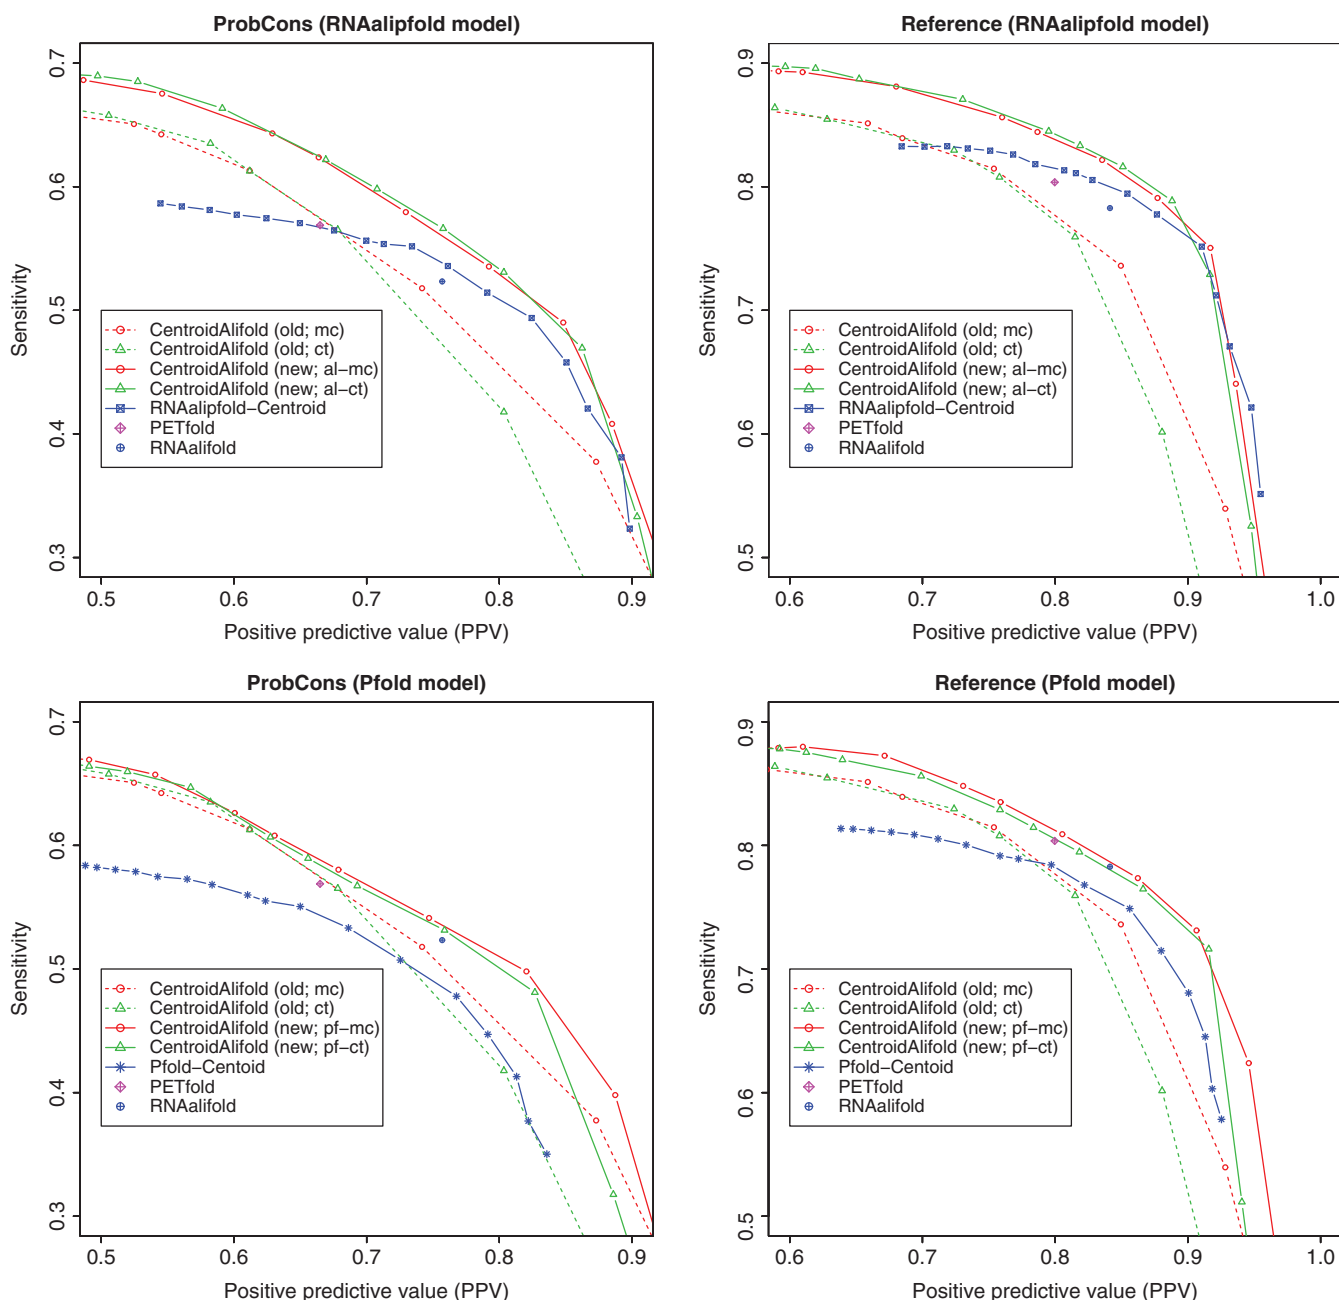 ProbCons (RNAalipfold model)
Sensitivity
0.7
0.6
0.5
0.4
0.3
CentroidAlifold (old; mc)
CentroidAlifold (old; ct)
CentroidAlifold (new; al−mc)
CentroidAlifold (new; al−ct)
RNAalipfold−Centroid
PETfold
RNAalifold
0.5 0.6 0.7 0.8 0.9
Positive predictive value (PPV)
Reference (RNAalipfold model)
Sensitivity
0.9
0.8
0.7
0.6
0.5
CentroidAlifold (old; mc)
CentroidAlifold (old; ct)
CentroidAlifold (new; al−mc)
CentroidAlifold (new; al−ct)
RNAalipfold−Centroid
PETfold
RNAalifold
0.6 0.7 0.8 0.9 1.0
Positive predictive value (PPV)
ProbCons (Pfold model)
Sensitivity
0.7
0.6
0.5
0.4
0.3
CentroidAlifold (old; mc)
CentroidAlifold (old; ct)
CentroidAlifold (new; pf−mc)
CentroidAlifold (new; pf−ct)
Pfold−Centoid
PETfold
RNAalifold
0.5 0.6 0.7 0.8 0.9
Positive predictive value (PPV)
Reference (Pfold model)
Sensitivity
0.9
0.8
0.7
0.6
0.5
CentroidAlifold (old; mc)
CentroidAlifold (old; ct)
CentroidAlifold (new; pf−mc)
CentroidAlifold (new; pf−ct)
Pfold−Centoid
PETfold
RNAalifold
0.6 0.7 0.8 0.9 1.0
Positive predictive value (PPV)